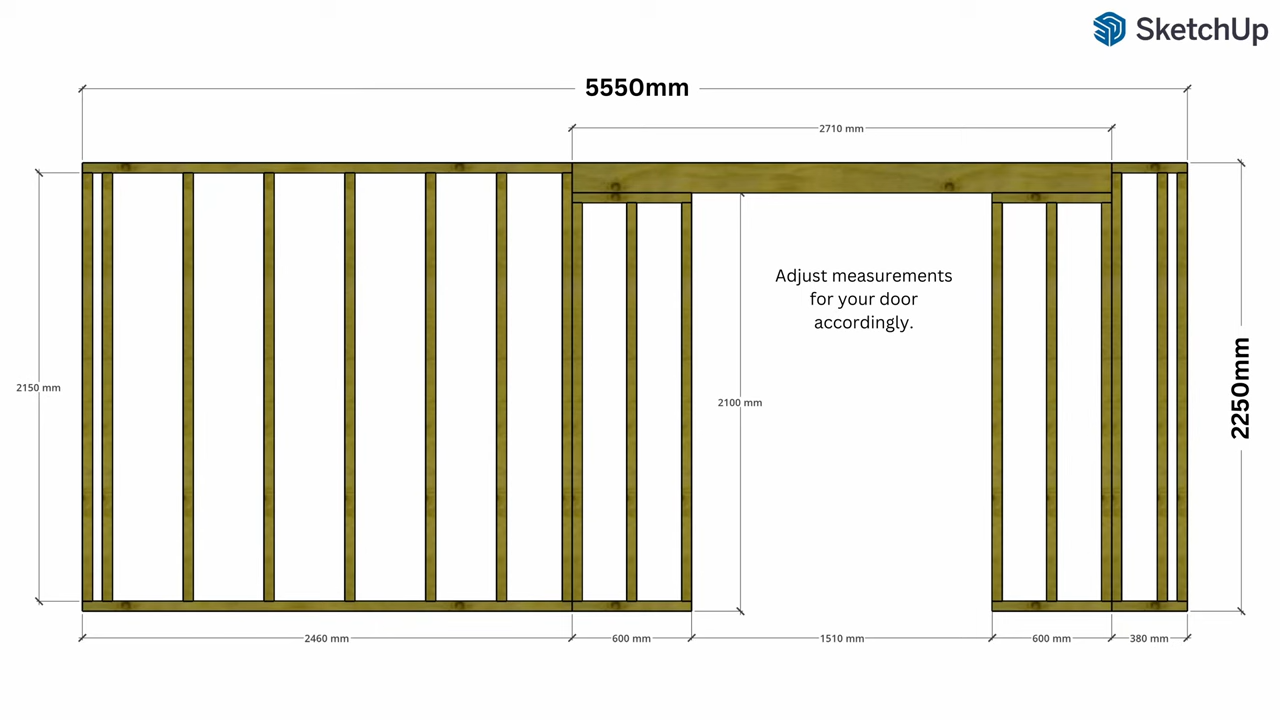 SketchUp
5550mm
2710 mm
Adjust measurements
for your door
accordingly.
2150 mm
2100 mm
2250mm
2460 mm
600 mm
1510 mm
600 mm
380 mm